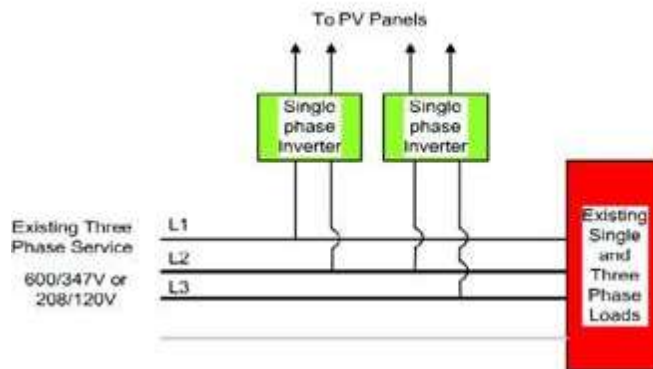 To PV Panels
Single
phase
Inverter
Single
phase
Inverter
Existing Three
Phase Service
600/347V or
208/120V
L1
L2
L3
Existing
Single
and
Three
Phase
Loads